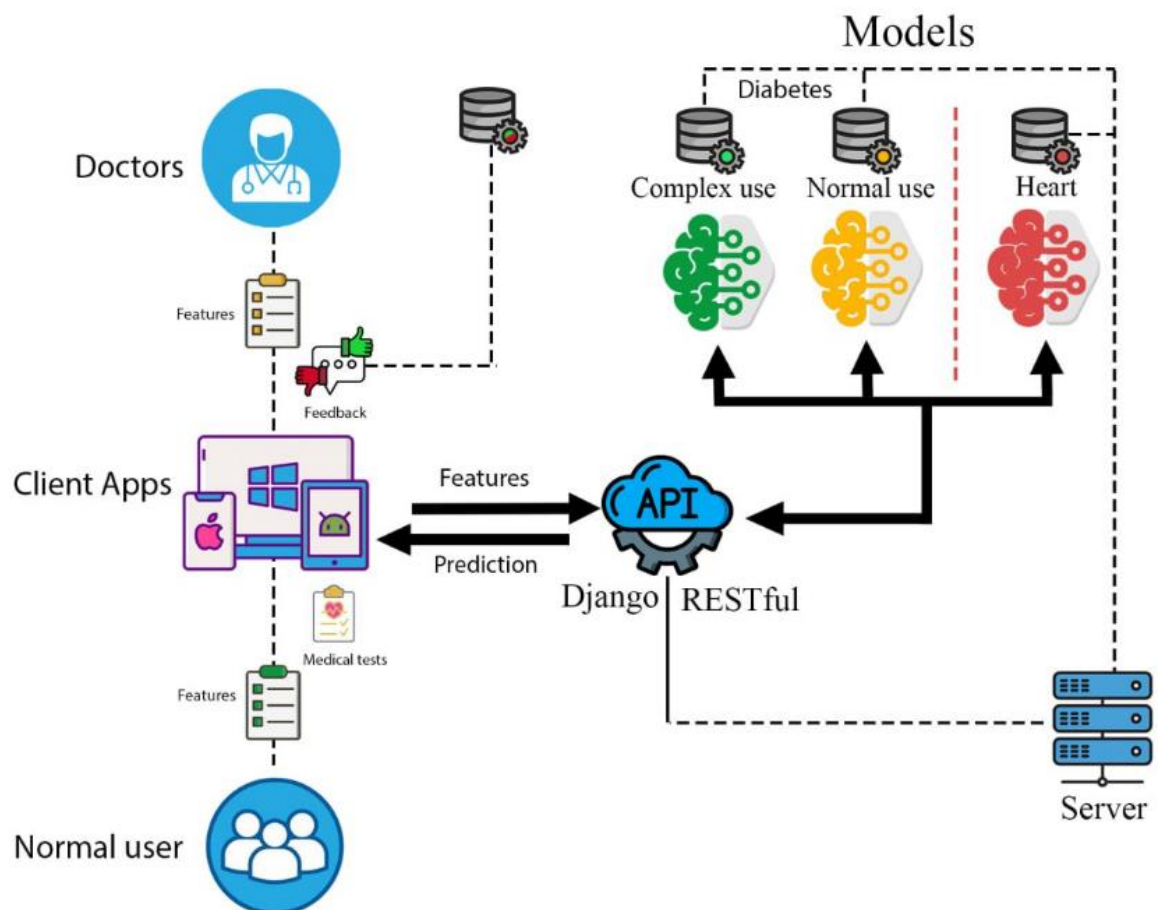 Models
Diabetes
Doctors
Complex use
Normal use
Heart
Features
Feedback
Client Apps
Features
API
Prediction
Django
RESTful
Medical tests
Features
Server
Normal user